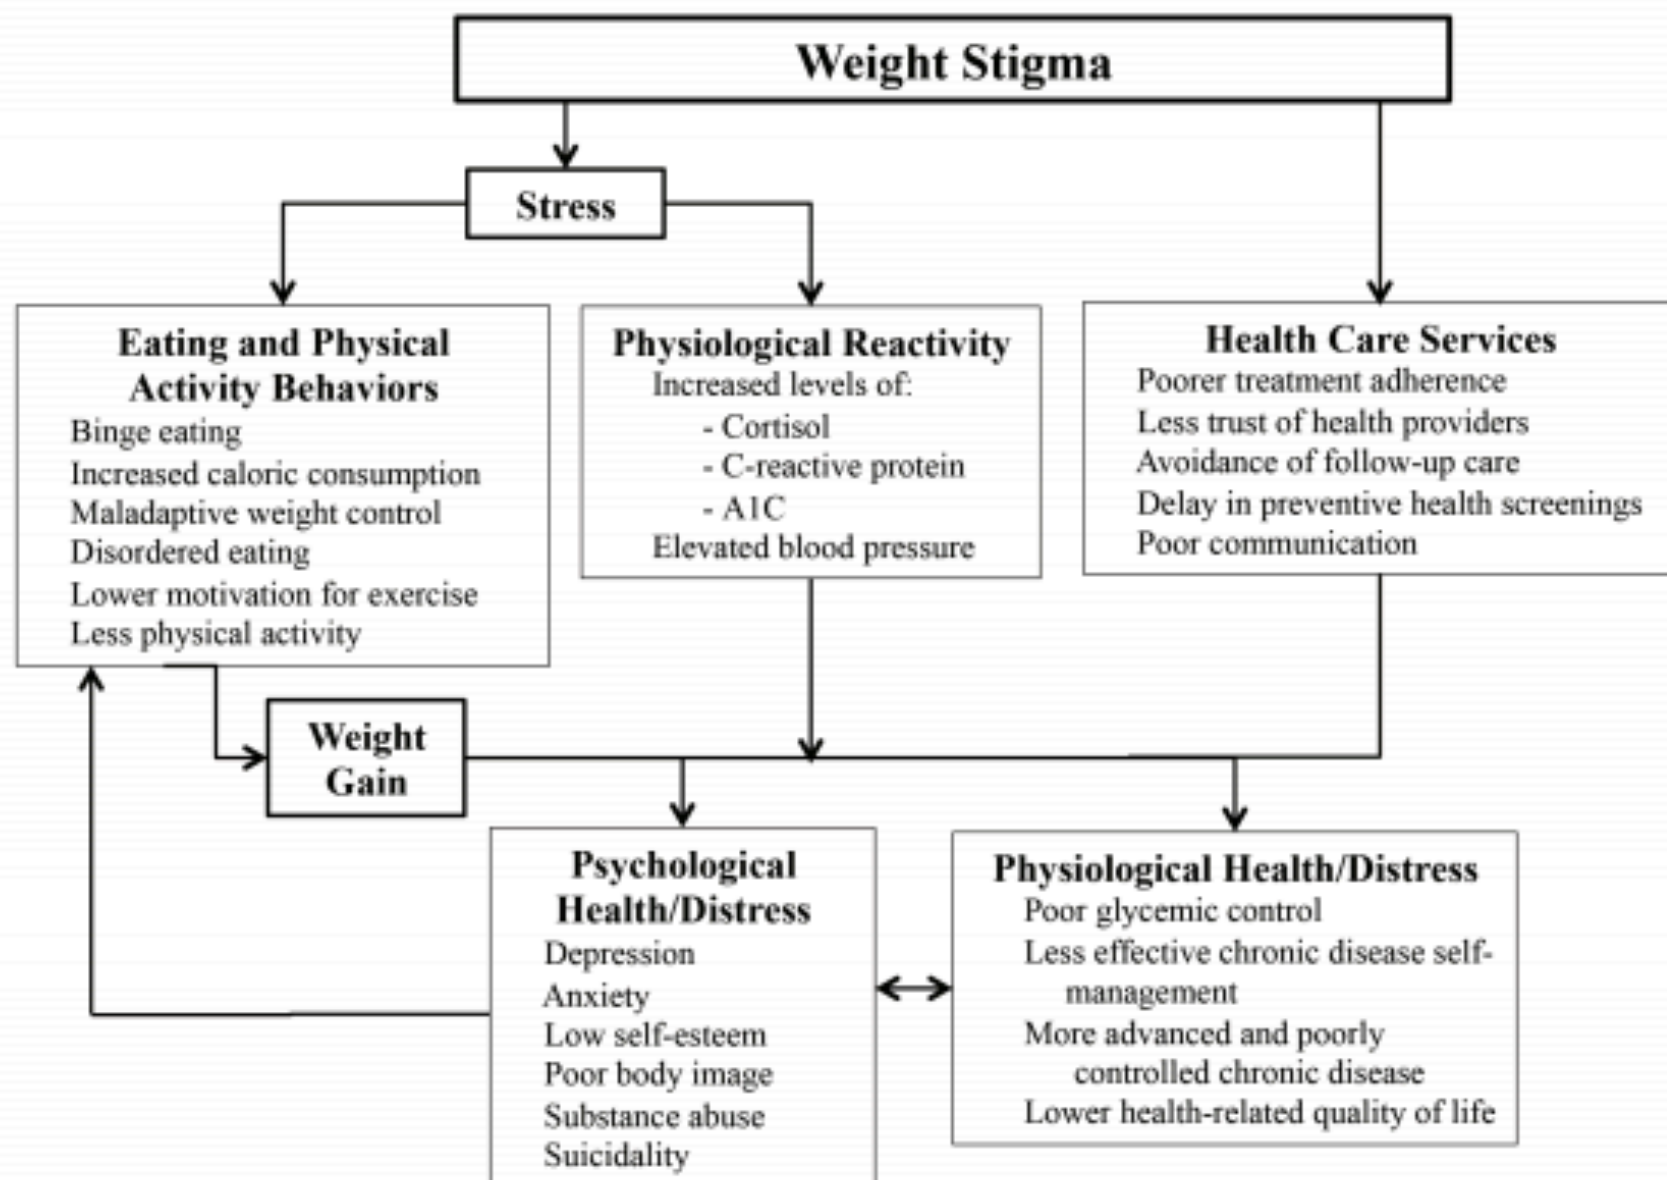 Weight Stigma
Stress
Eating and Physical
Activity Behaviors
Binge eating
Increased caloric consumption
Maladaptive weight control
Disordered eating
Lower motivation for exercise
Less physical activity
Physiological Reactivity
Increased levels of:
- Cortisol
- C-reactive protein
- A1C
Elevated blood pressure
Health Care Services
Poorer treatment adherence
Less trust of health providers
Avoidance of follow-up care
Delay in preventive health screenings
Poor communication
Weight
Gain
Psychological
Health/Distress
Depression
Anxiety
Low self-esteem
Poor body image
Substance abuse
Suicidality
Physiological Health/Distress
Poor glycemic control
Less effective chronic disease self-
management
More advanced and poorly
controlled chronic disease
Lower health-related quality of life